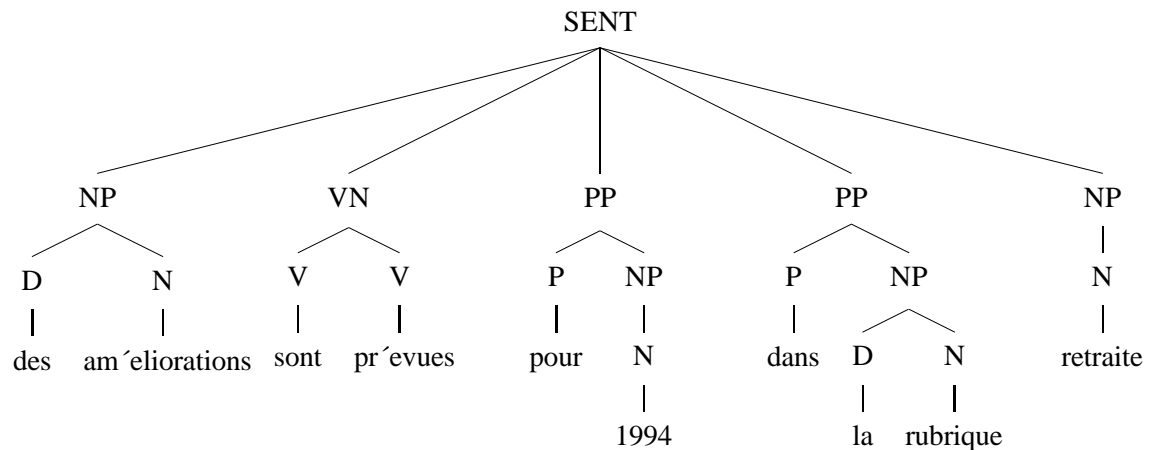 SENT
NP VN PP PP NP
D N V V P NP P NP N
des am ´eliorations sont pr ´evues pour N dans D N retraite
1994 la rubrique